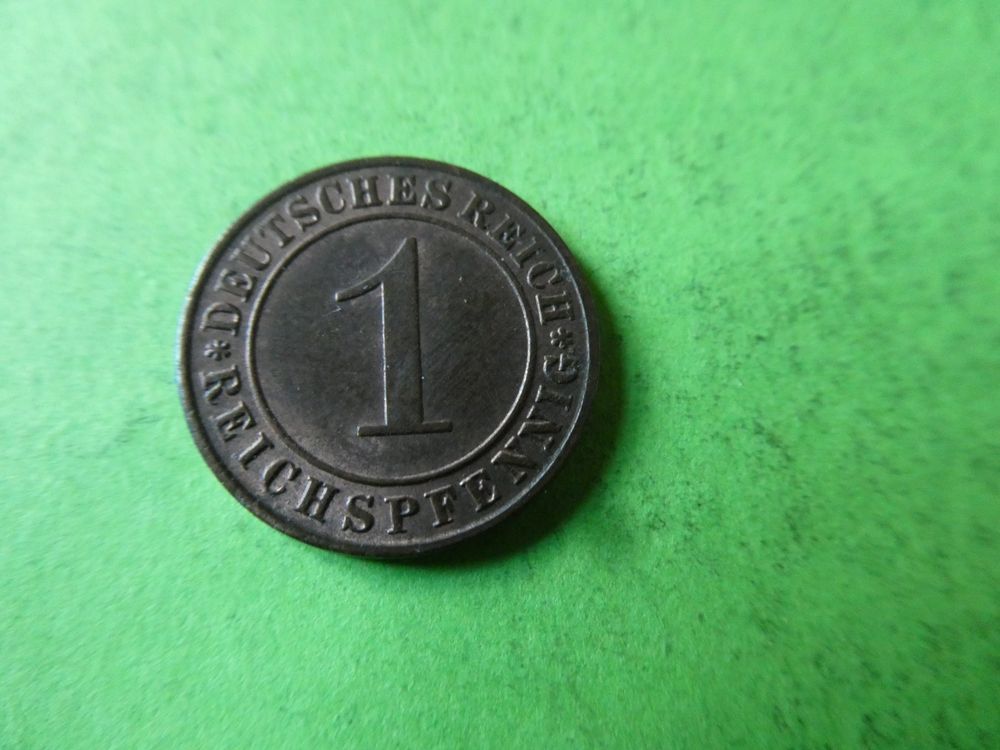 *DEUTSCHES REICH*
1
REICHSPFENNIG